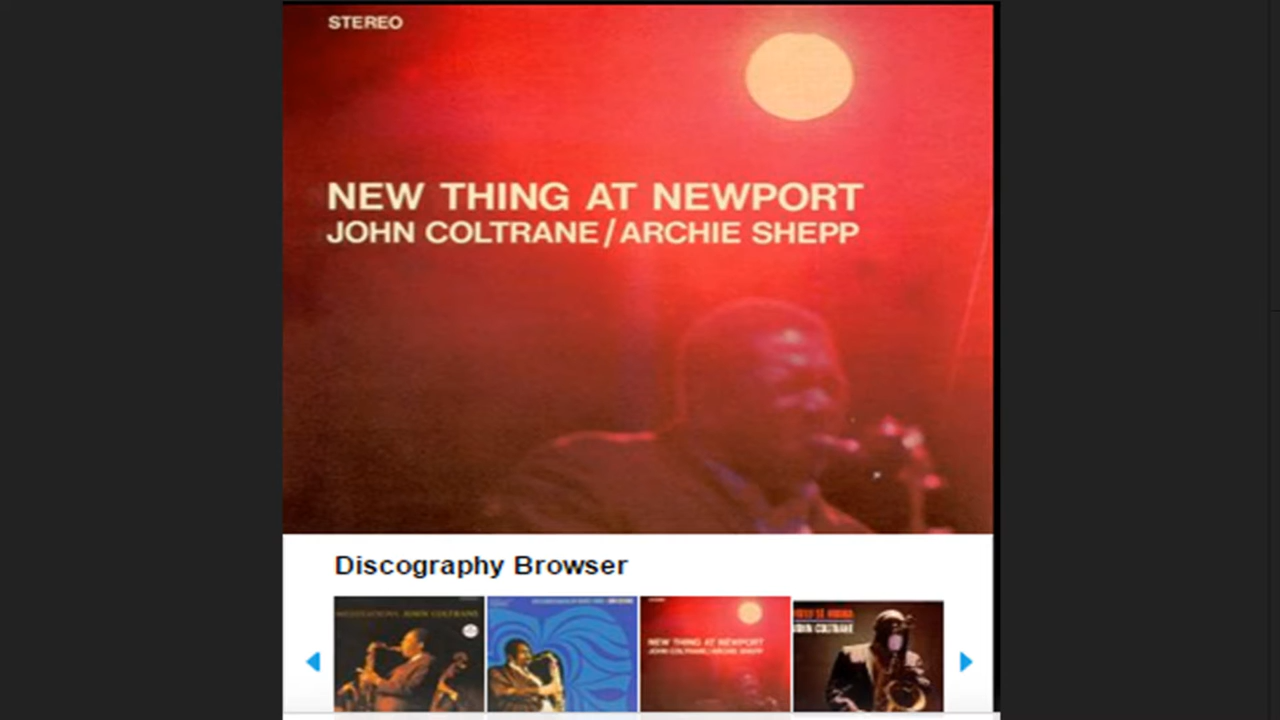 STEREO
NEW THING AT NEWPORT
JOHN COLTRANE/ARCHIE SHEPP
Discography Browser
MEDITATIONS JOHN COLTRANE
NEW THING AT NEWPORT
JOHN COLTRANE/ARCHIE SHEPP
JOHN COLTRANE